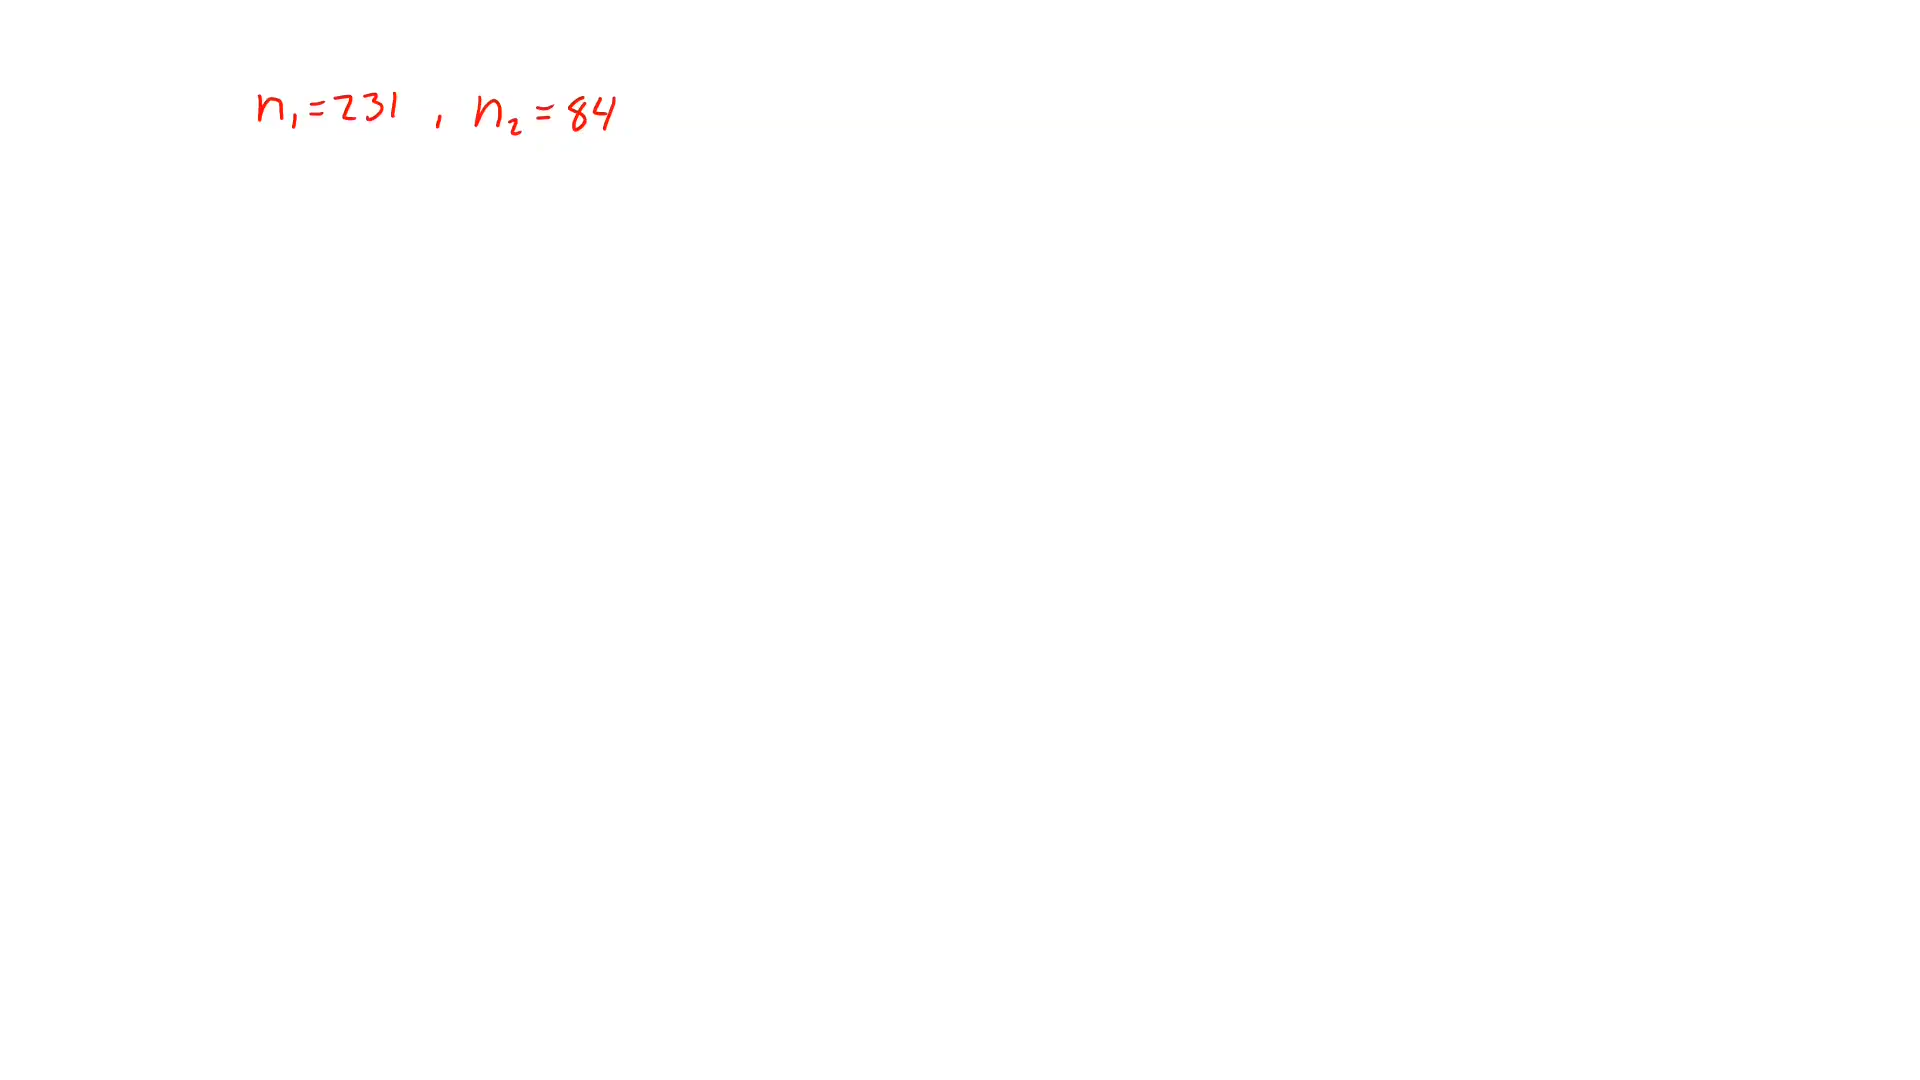 n₁ = 231 , n₂ = 84